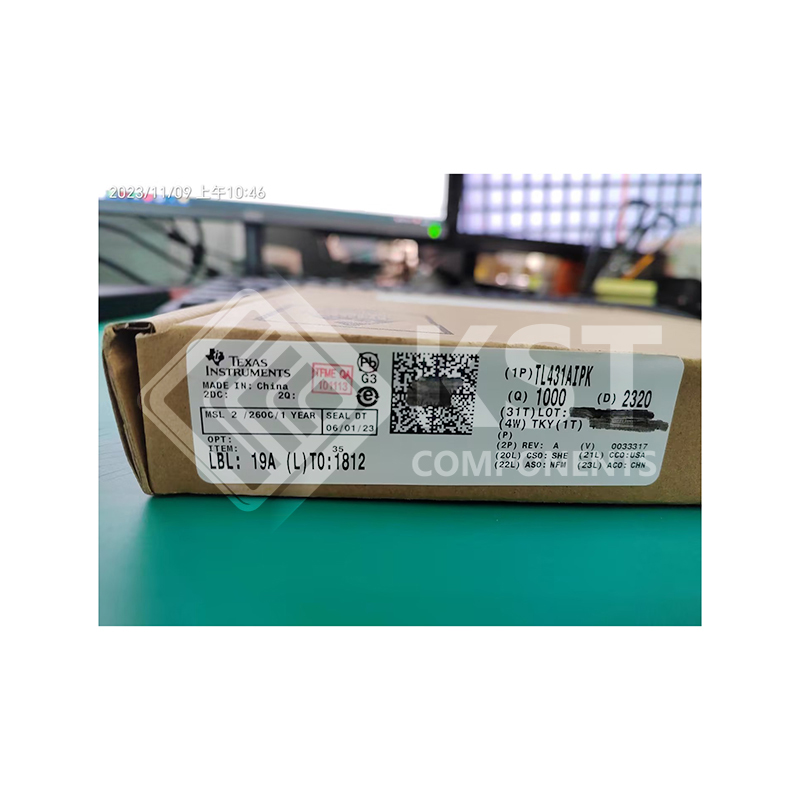 2023/11/09 上午10:46
KST
COMPONENTS
TEXAS
INSTRUMENTS
MADE IN: China
2DC: 2Q:
NFME QA
ID1113
Pb
G3
e
MSL 2 /260C/1 YEAR
SEAL DT
06/01/23
OPT:
ITEM: 35
LBL: 19A (L)TO:1812
(1P)TL431AIPK
(Q) 1000 (D) 2320
(31T)LOT:
(4W) TKY(1T)
(P)
(2P) REV: A (V) 0033317
(20L) CSO: SHE (21L) CCO:USA
(22L) ASO: NFM (23L) ACO: CHN